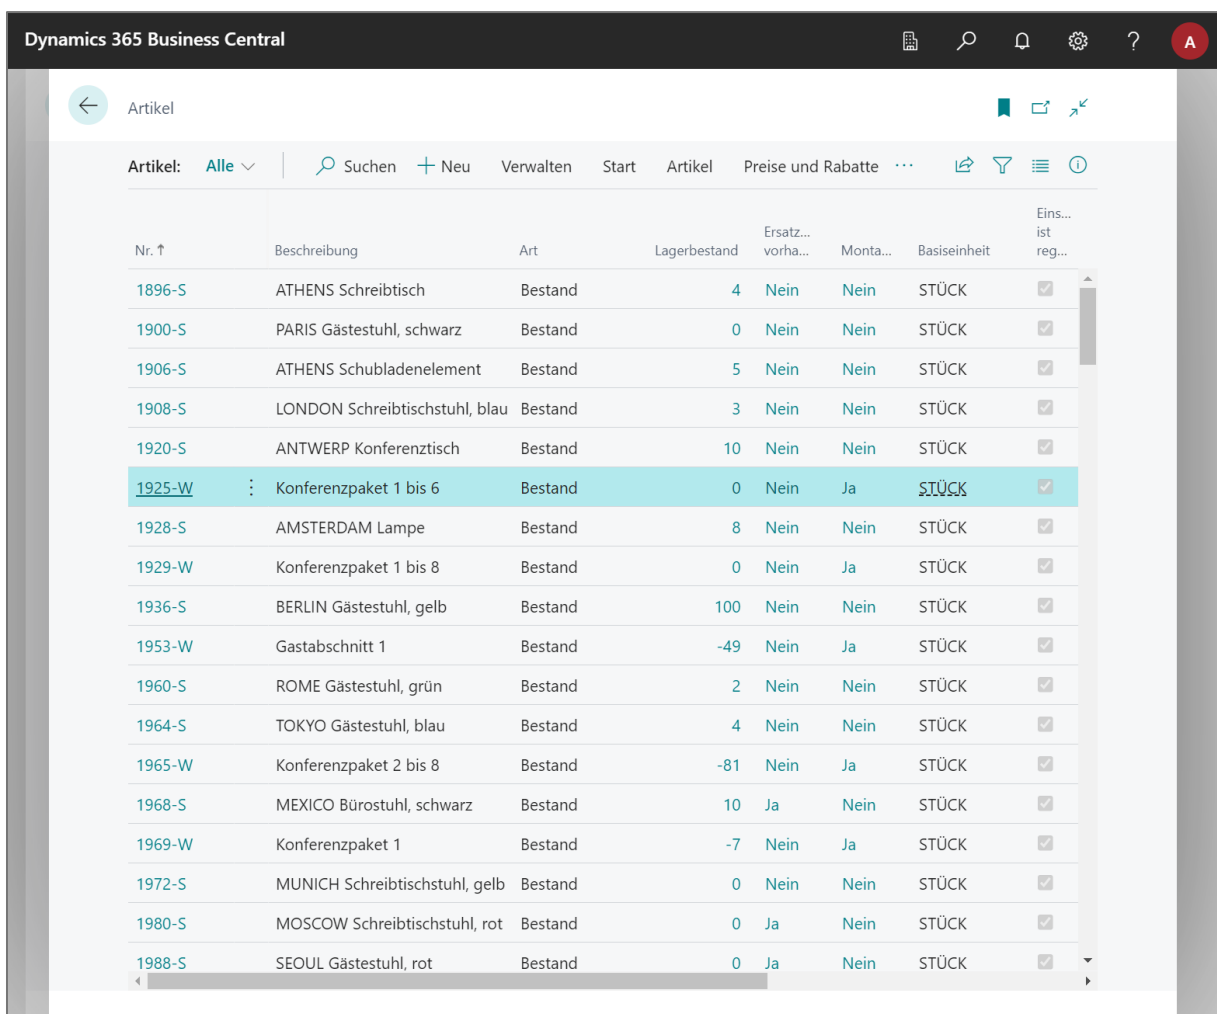 Dynamics 365 Business Central
A
Artikel
Artikel: Alle Suchen Neu Verwalten Start Artikel Preise und Rabatte ···
Nr. ↑ Beschreibung Art Lagerbestand Ersatz... vorha... Monta... Basiseinheit Eins... ist reg...
1896-S ATHENS Schreibtisch Bestand 4 Nein Nein STÜCK
1900-S PARIS Gästestuhl, schwarz Bestand 0 Nein Nein STÜCK
1906-S ATHENS Schubladenelement Bestand 5 Nein Nein STÜCK
1908-S LONDON Schreibtischstuhl, blau Bestand 3 Nein Nein STÜCK
1920-S ANTWERP Konferenztisch Bestand 10 Nein Nein STÜCK
1925-W Konferenzpaket 1 bis 6 Bestand 0 Nein Ja STÜCK
1928-S AMSTERDAM Lampe Bestand 8 Nein Nein STÜCK
1929-W Konferenzpaket 1 bis 8 Bestand 0 Nein Ja STÜCK
1936-S BERLIN Gästestuhl, gelb Bestand 100 Nein Nein STÜCK
1953-W Gastabschnitt 1 Bestand -49 Nein Ja STÜCK
1960-S ROME Gästestuhl, grün Bestand 2 Nein Nein STÜCK
1964-S TOKYO Gästestuhl, blau Bestand 4 Nein Nein STÜCK
1965-W Konferenzpaket 2 bis 8 Bestand -81 Nein Ja STÜCK
1968-S MEXICO Bürostuhl, schwarz Bestand 10 Ja Nein STÜCK
1969-W Konferenzpaket 1 Bestand -7 Nein Ja STÜCK
1972-S MUNICH Schreibtischstuhl, gelb Bestand 0 Nein Nein STÜCK
1980-S MOSCOW Schreibtischstuhl, rot Bestand 0 Ja Nein STÜCK
1988-S SEOUL Gästestuhl, rot Bestand 0 Ja Nein STÜCK